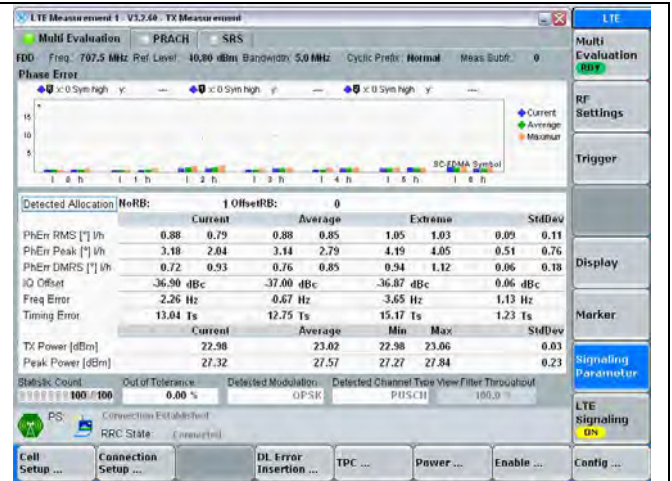 LTE Measurement 1 - V3.2.60 - TX Measurement
LTE
Multi Evaluation PRACH SRS
Multi Evaluation
RDY
FDD Freq.: 707.5 MHz Ref. Level: 40.80 dBm Bandwidth: 5.0 MHz Cyclic Prefix: Normal Meas Subfr.: 0
Phase Error
x: 0 Sym high y: --- x: 0 Sym high y: --- x: 0 Sym high y: ---
RF Settings
15
10
5
Current
Average
Maximum
SC-FDMA Symbol
l 0 h l 1 h l 2 h l 3 h l 4 h l 5 h l 6 h
Trigger
Detected Allocation NoRB: 1 OffsetRB: 0
Current Average Extreme StdDev
PhErr RMS [°] l/h 0.88 0.79 0.88 0.85 1.05 1.03 0.09 0.11
PhErr Peak [°] l/h 3.18 2.04 3.14 2.79 4.19 4.05 0.51 0.76
PhErr DMRS [°] l/h 0.72 0.93 0.76 0.85 0.94 1.12 0.06 0.18
IQ Offset -36.90 dBc -37.00 dBc -36.87 dBc 0.06 dBc
Freq Error -2.26 Hz -0.67 Hz -3.65 Hz 1.13 Hz
Timing Error 13.04 Ts 12.75 Ts 15.17 Ts 1.23 Ts
Current Average Min Max StdDev
TX Power [dBm] 22.98 23.02 22.98 23.06 0.03
Peak Power [dBm] 27.32 27.57 27.27 27.84 0.23
Display
Marker
Signaling Parameter
Statistic Count Out of Tolerance Detected Modulation Detected Channel Type View Filter Throughput
100 / 100 0.00 % QPSK PUSCH 100.0 %
PS: Connection Established
RRC State: Connected
LTE Signaling
ON
Cell Setup ...
Connection Setup ...
DL Error Insertion ...
TPC ...
Power ...
Enable ...
Config ...